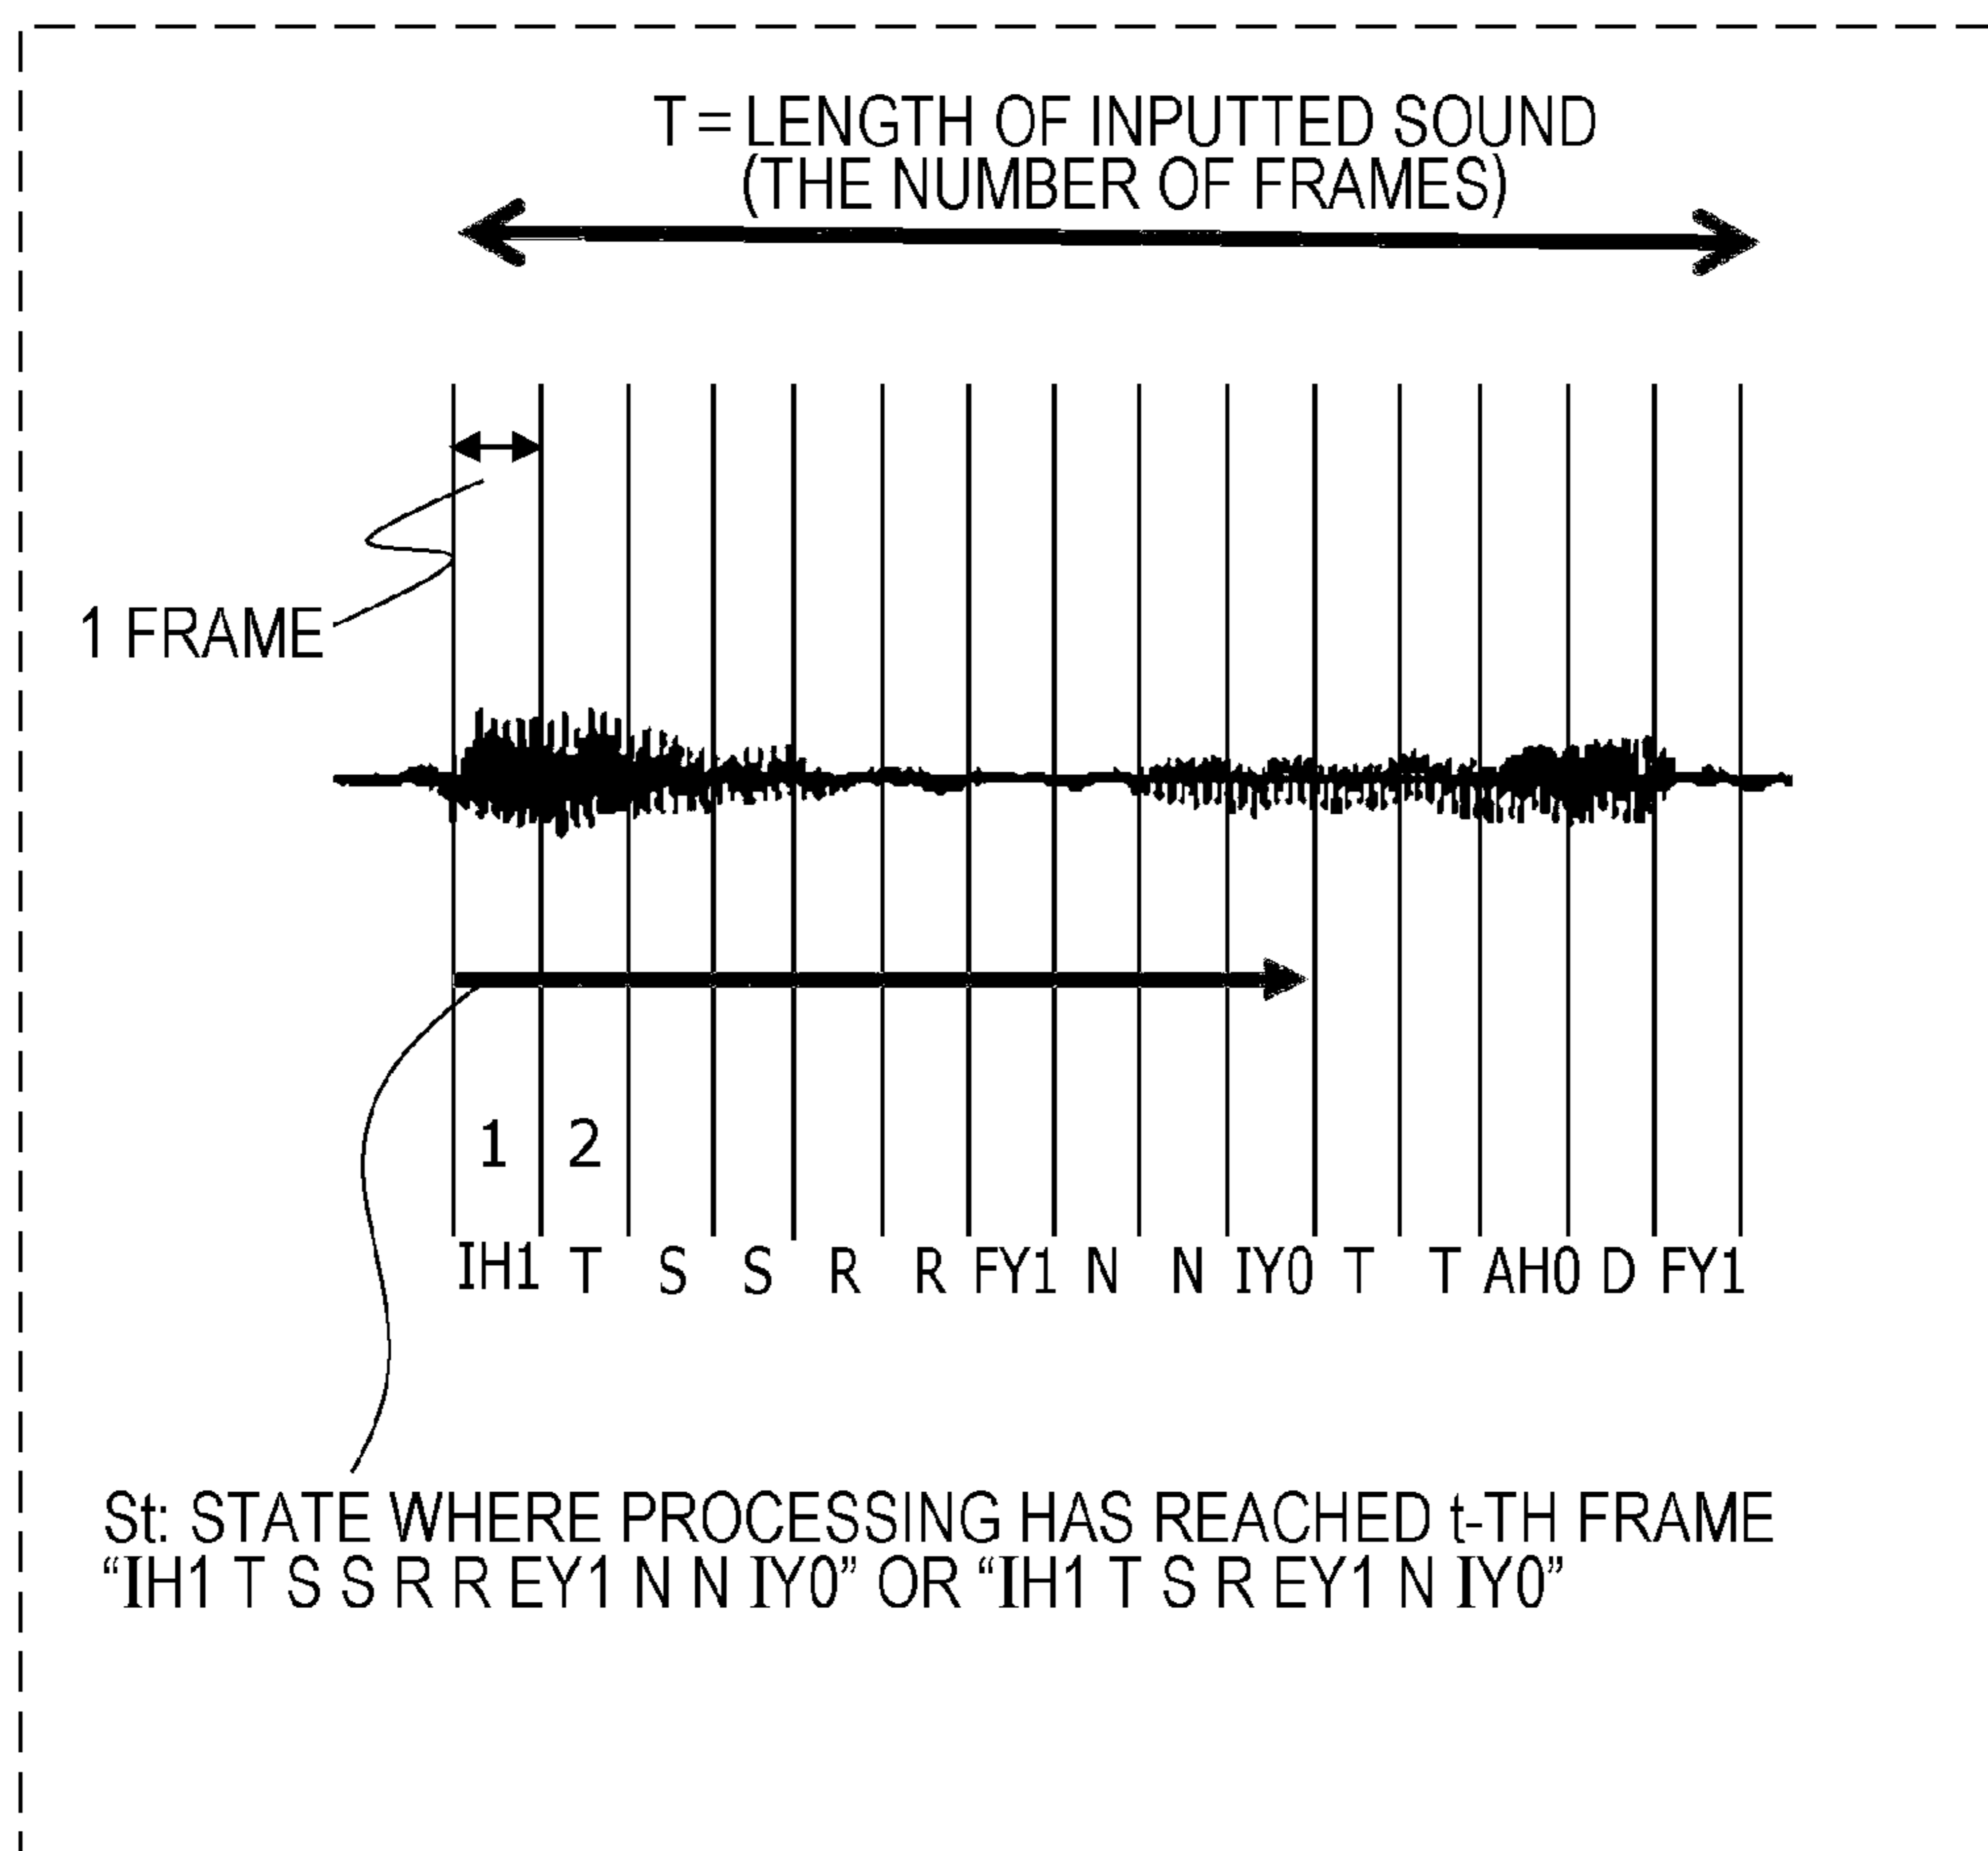 T = LENGTH OF INPUTTED SOUND
(THE NUMBER OF FRAMES)
1 FRAME
1 2
IH1 T S S R R FY1 N N IY0 T T AH0 D FY1
St: STATE WHERE PROCESSING HAS REACHED t-TH FRAME
“IH1 T S S R R EY1 N N IY0” OR “IH1 T S R EY1 N IY0”